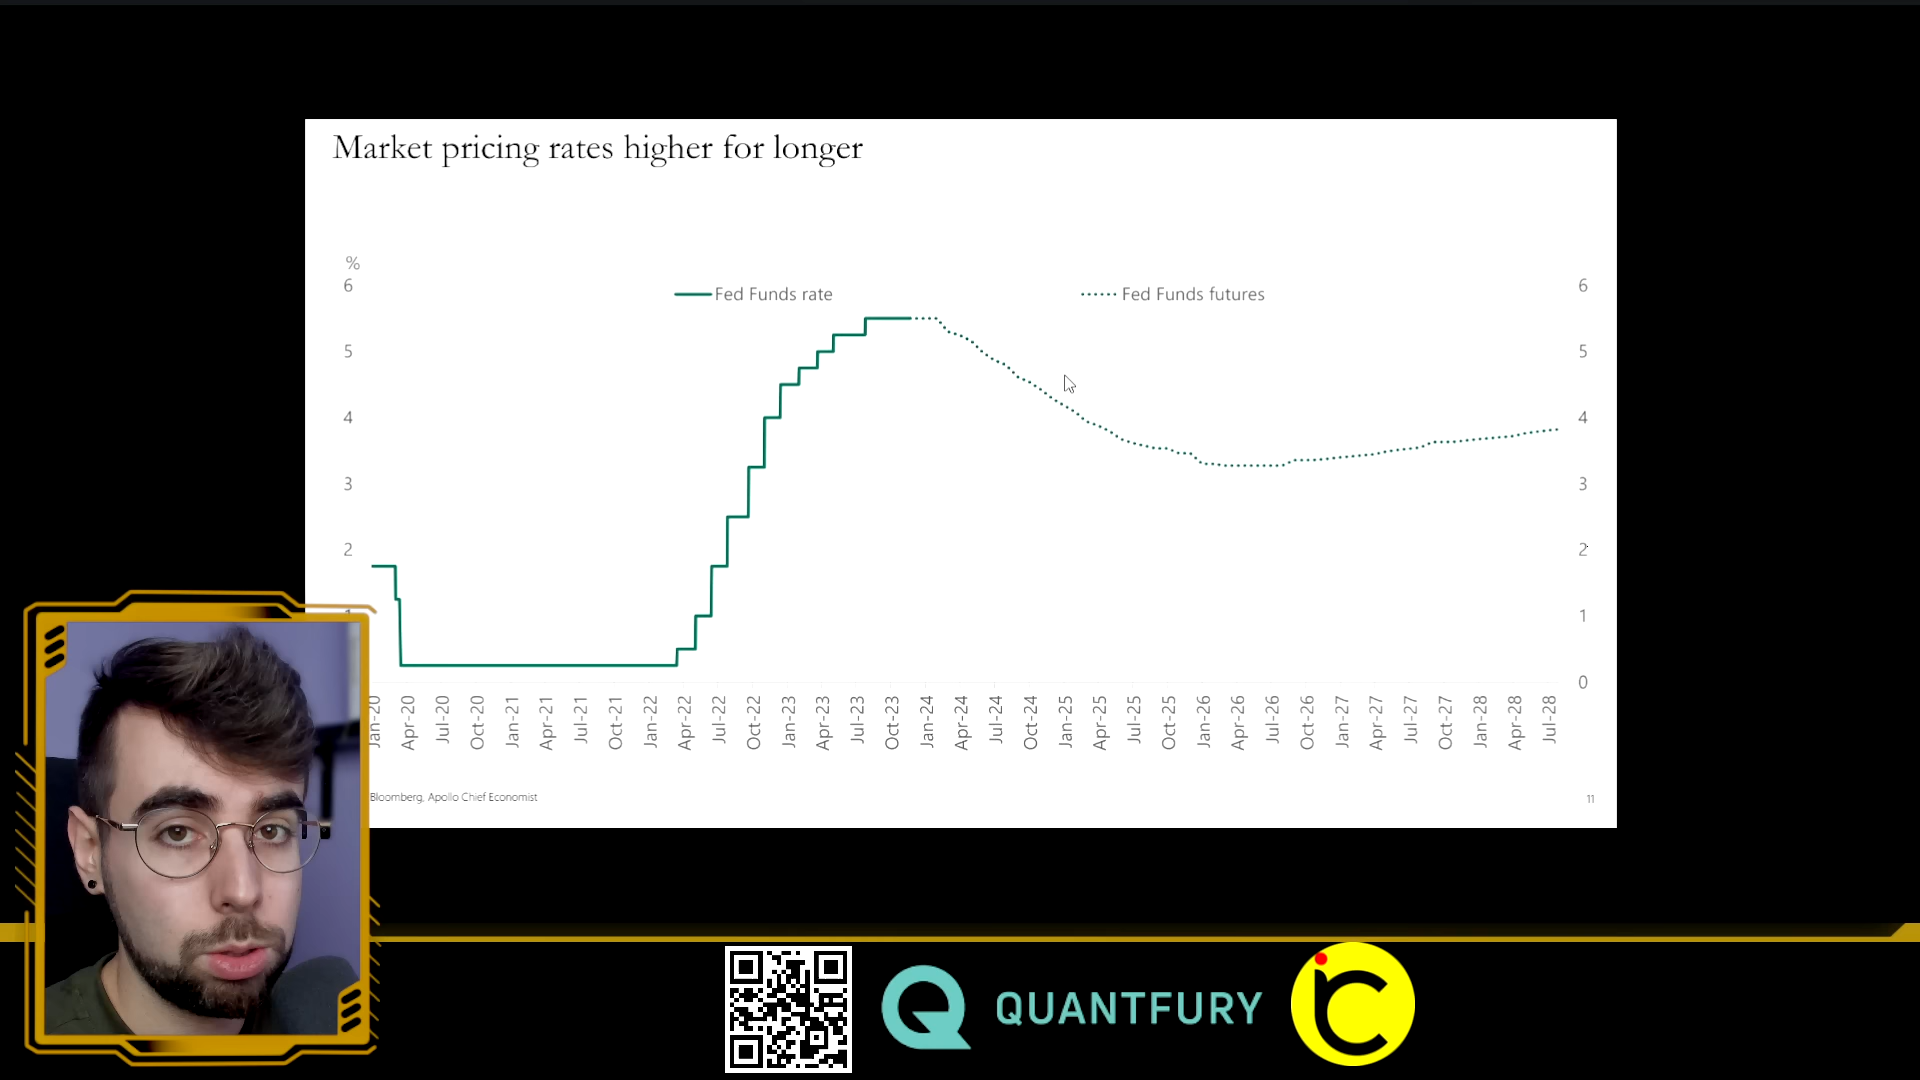 Market pricing rates higher for longer
%
6
5
4
3
2
Fed Funds rate
Fed Funds futures
6
5
4
3
2
1
0
Jan-20 Apr-20 Jul-20 Oct-20 Jan-21 Apr-21 Jul-21 Oct-21 Jan-22 Apr-22 Jul-22 Oct-22 Jan-23 Apr-23 Jul-23 Oct-23 Jan-24 Apr-24 Jul-24 Oct-24 Jan-25 Apr-25 Jul-25 Oct-25 Jan-26 Apr-26 Jul-26 Oct-26 Jan-27 Apr-27 Jul-27 Oct-27 Jan-28 Apr-28 Jul-28
Bloomberg, Apollo Chief Economist
11
QUANTFURY